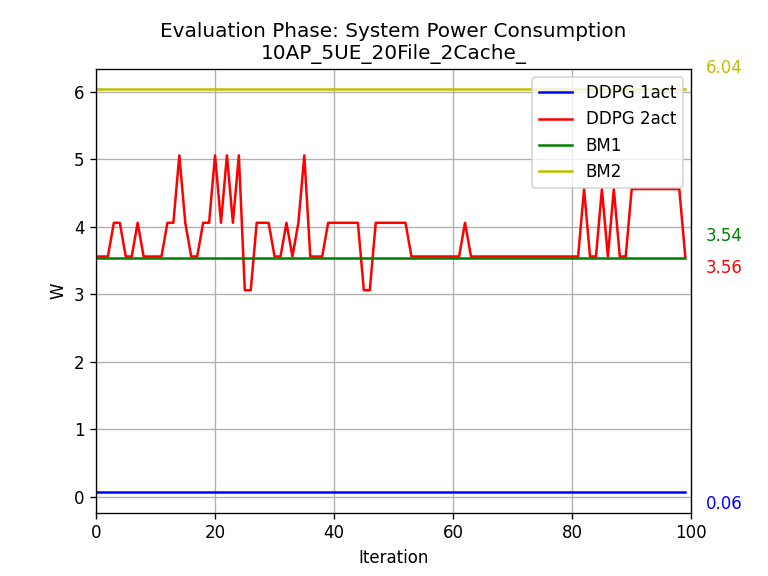 Evaluation Phase: System Power Consumption
10AP_5UE_20File_2Cache_
6.04
DDPG 1act
DDPG 2act
BM1
BM2
3.54
3.56
0.06
W
6
5
4
3
2
1
0
0 20 40 60 80 100
Iteration